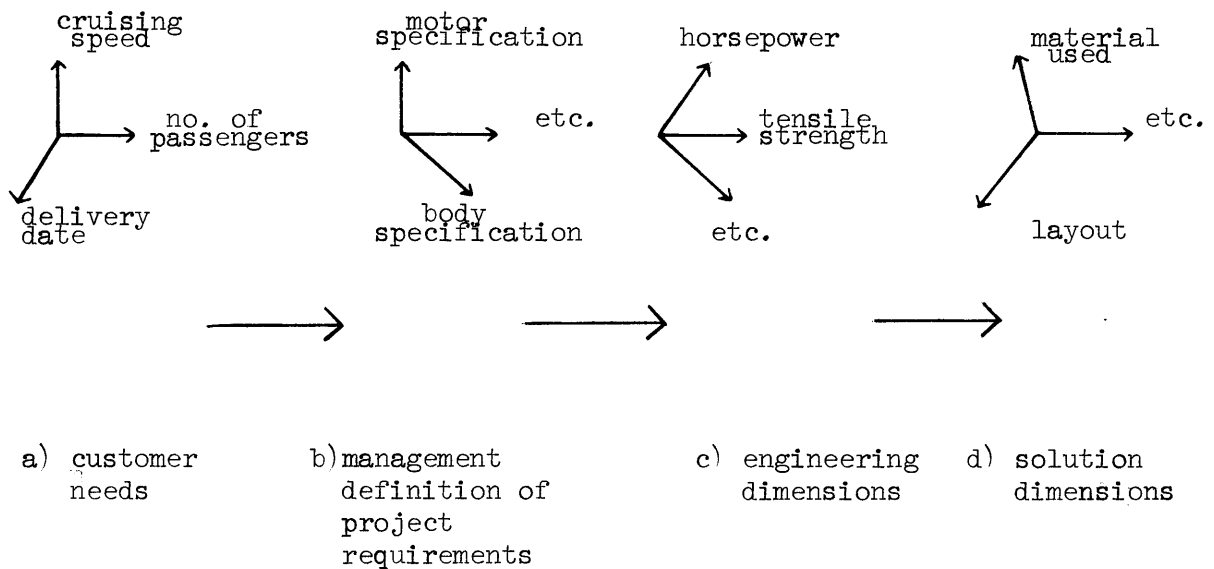 cruising
speed
no. of
passengers
delivery
date
motor
specification
etc.
body
specification
horsepower
tensile
strength
etc.
material
used
etc.
layout
a) customer
needs
b) management
definition of
project
requirements
c) engineering
dimensions
d) solution
dimensions